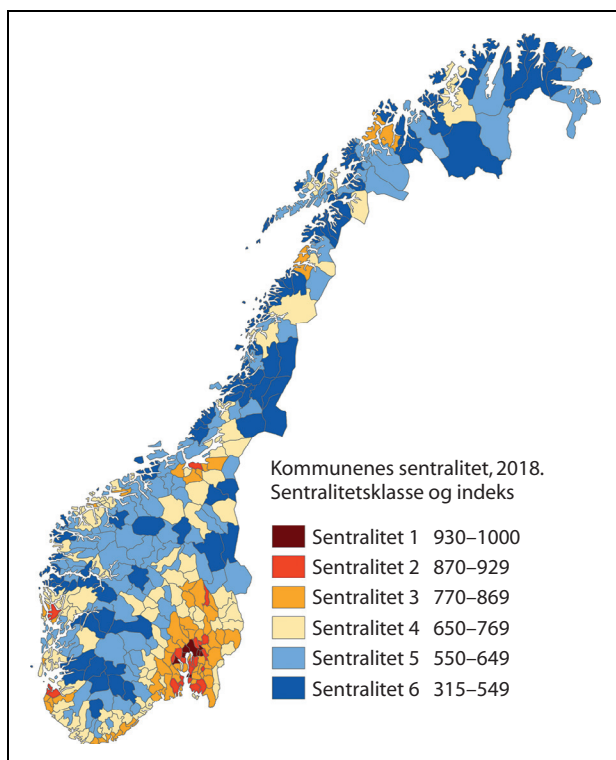 Kommunenes sentralitet, 2018.
Sentralitetsklasse og indeks
Sentralitet 1 930–1000
Sentralitet 2 870–929
Sentralitet 3 770–869
Sentralitet 4 650–769
Sentralitet 5 550–649
Sentralitet 6 315–549